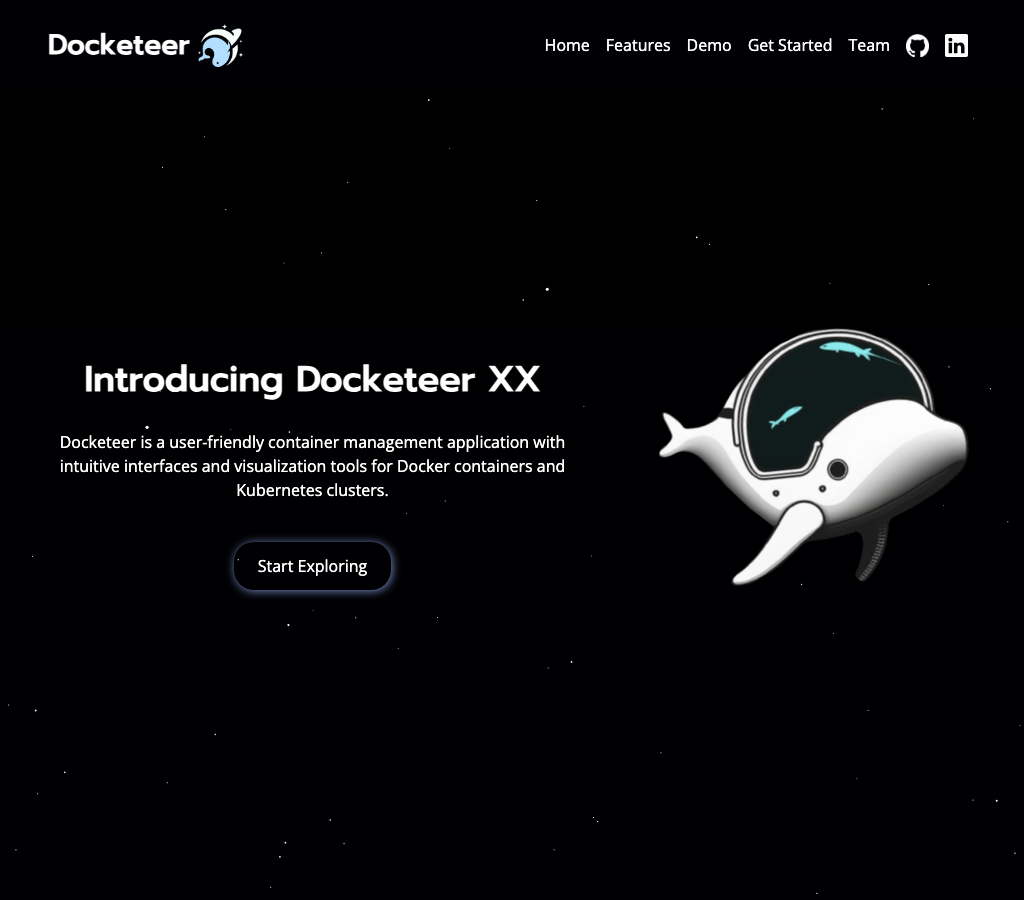 Docketeer
Home Features Demo Get Started Team
Introducing Docketeer XX
Docketeer is a user-friendly container management application with
intuitive interfaces and visualization tools for Docker containers and
Kubernetes clusters.
Start Exploring